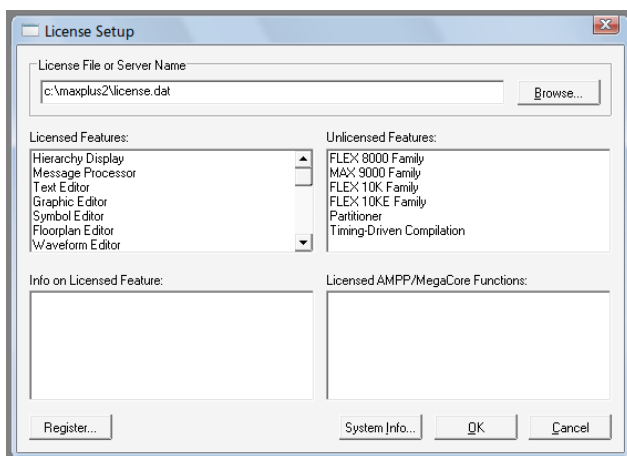 License Setup
License File or Server Name
c:\maxplus2\license.dat
Browse...
Licensed Features:
Hierarchy Display
Message Processor
Text Editor
Graphic Editor
Symbol Editor
Floorplan Editor
Waveform Editor
Unlicensed Features:
FLEX 8000 Family
MAX 9000 Family
FLEX 10K Family
FLEX 10KE Family
Partitioner
Timing-Driven Compilation
Info on Licensed Feature:
Licensed AMPP/MegaCore Functions:
Register...
System Info...
OK
Cancel